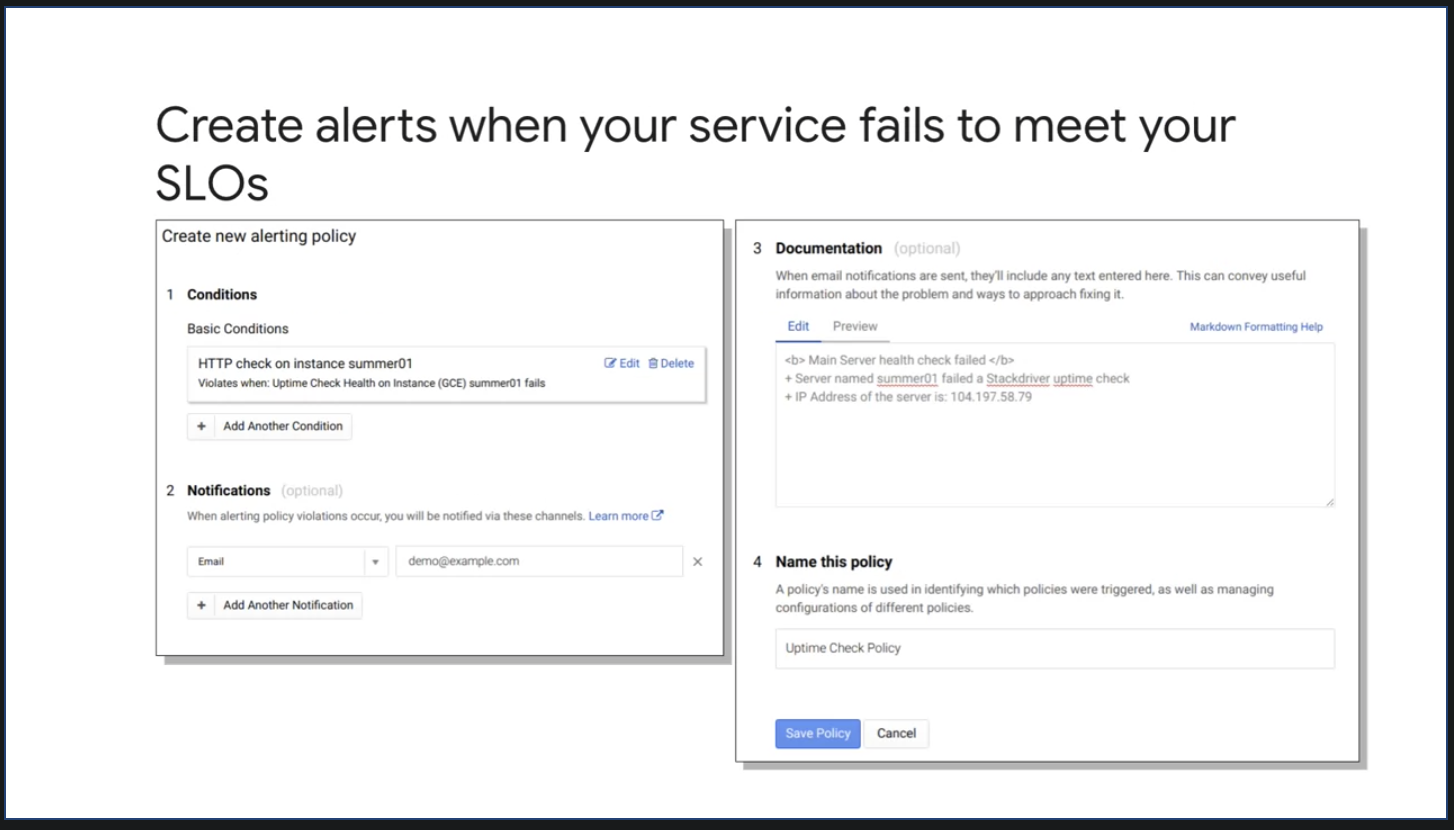 Create alerts when your service fails to meet your
SLOs
Create new alerting policy
1 Conditions
Basic Conditions
HTTP check on instance summer01
Edit Delete
Violates when: Uptime Check Health on Instance (GCE) summer01 fails
+ Add Another Condition
2 Notifications (optional)
When alerting policy violations occur, you will be notified via these channels. Learn more
Email
demo@example.com
+ Add Another Notification
3 Documentation (optional)
When email notifications are sent, they'll include any text entered here. This can convey useful
information about the problem and ways to approach fixing it.
Edit Preview Markdown Formatting Help
<b> Main Server health check failed </b>
+ Server named summer01 failed a Stackdriver uptime check
+ IP Address of the server is: 104.197.58.79
4 Name this policy
A policy's name is used in identifying which policies were triggered, as well as managing
configurations of different policies.
Uptime Check Policy
Save Policy Cancel